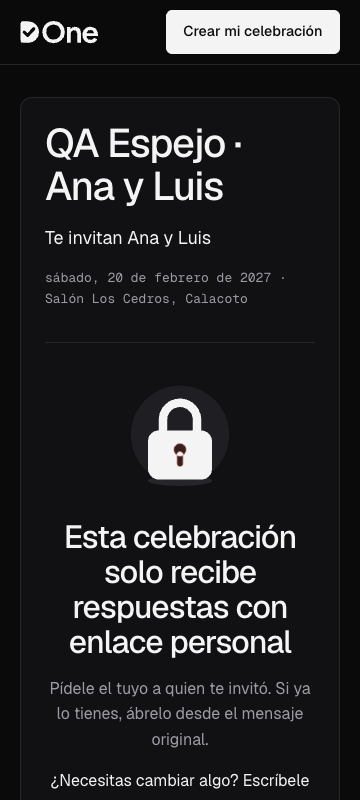 DOne
Crear mi celebración
QA Espejo ·
Ana y Luis
Te invitan Ana y Luis
sábado, 20 de febrero de 2027 ·
Salón Los Cedros, Calacoto
Esta celebración
solo recibe
respuestas con
enlace personal
Pídele el tuyo a quien te invitó. Si ya
lo tienes, ábrelo desde el mensaje
original.
¿Necesitas cambiar algo? Escríbele